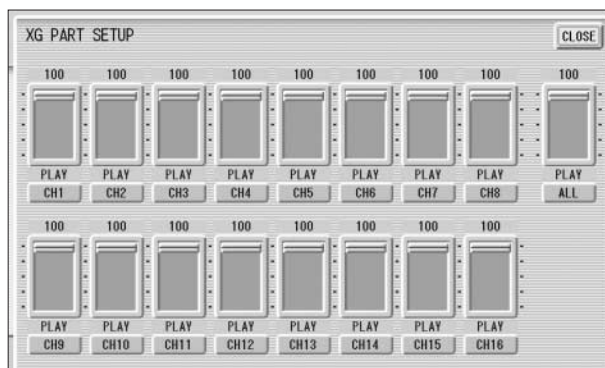 XG PART SETUP CLOSE
100 100 100 100 100 100 100 100 100
PLAY PLAY PLAY PLAY PLAY PLAY PLAY PLAY PLAY
CH1 CH2 CH3 CH4 CH5 CH6 CH7 CH8 ALL
100 100 100 100 100 100 100 100
PLAY PLAY PLAY PLAY PLAY PLAY PLAY PLAY
CH9 CH10 CH11 CH12 CH13 CH14 CH15 CH16